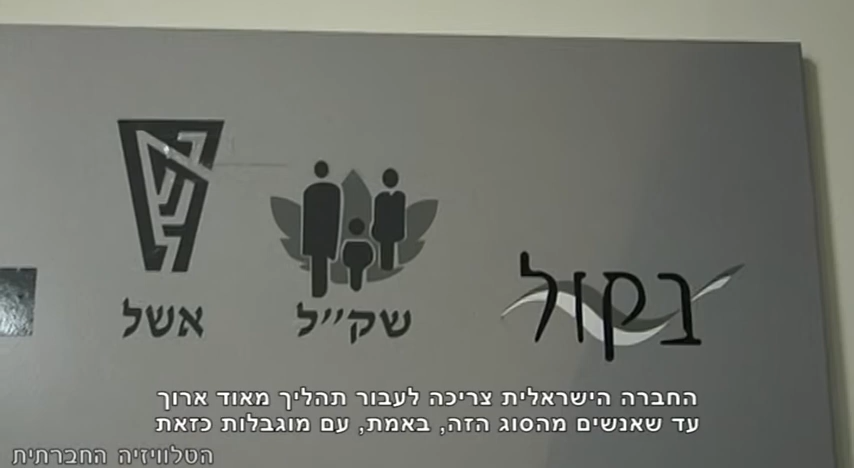 בקול
שק״ל
אשל
החברה הישראלית צריכה לעבור תהליך מאוד ארוך
עד שאנשים מהסוג הזה, באמת, עם מוגבלות כזאת
הטלוויזיה החברתית